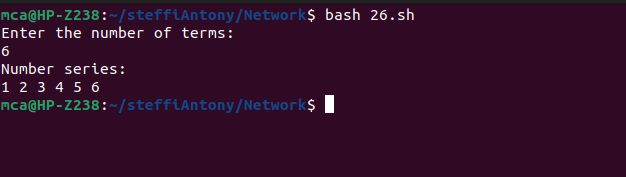 mca@HP-Z238:~/steffiAntony/Network$ bash 26.sh
Enter the number of terms:
6
Number series:
1 2 3 4 5 6
mca@HP-Z238:~/steffiAntony/Network$